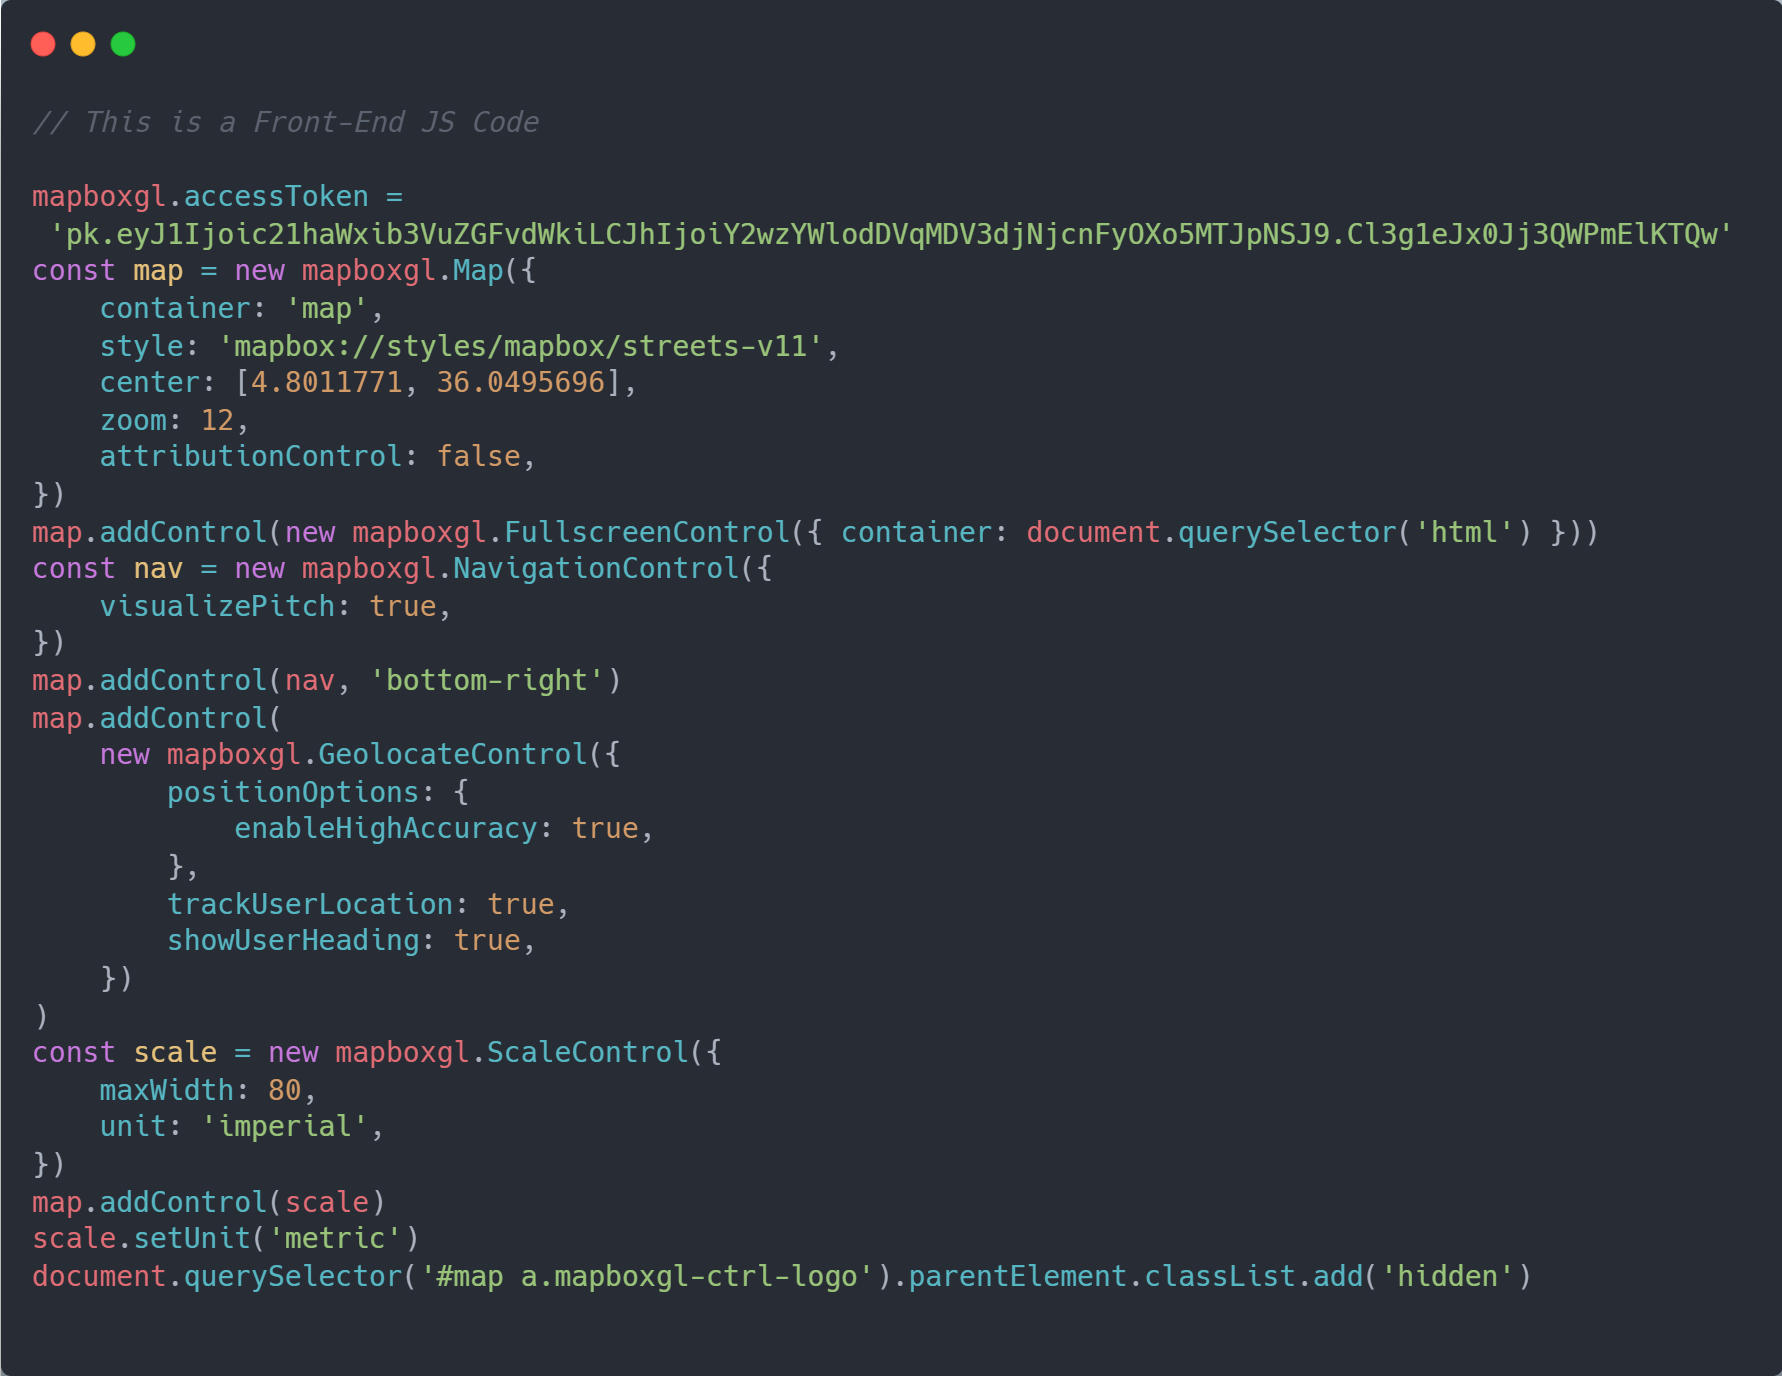 // This is a Front-End JS Code

mapboxgl.accessToken =
 'pk.eyJ1Ijoic21haWxib3VuZGFvdWkiLCJhIjoiY2wzYWlodDVqMDV3djNjcnFyOXo5MTJpNSJ9.Cl3g1eJx0Jj3QWPmElKTQw'
const map = new mapboxgl.Map({
    container: 'map',
    style: 'mapbox://styles/mapbox/streets-v11',
    center: [4.8011771, 36.0495696],
    zoom: 12,
    attributionControl: false,
})
map.addControl(new mapboxgl.FullscreenControl({ container: document.querySelector('html') }))
const nav = new mapboxgl.NavigationControl({
    visualizePitch: true,
})
map.addControl(nav, 'bottom-right')
map.addControl(
    new mapboxgl.GeolocateControl({
        positionOptions: {
            enableHighAccuracy: true,
        },
        trackUserLocation: true,
        showUserHeading: true,
    })
)
const scale = new mapboxgl.ScaleControl({
    maxWidth: 80,
    unit: 'imperial',
})
map.addControl(scale)
scale.setUnit('metric')
document.querySelector('#map a.mapboxgl-ctrl-logo').parentElement.classList.add('hidden')